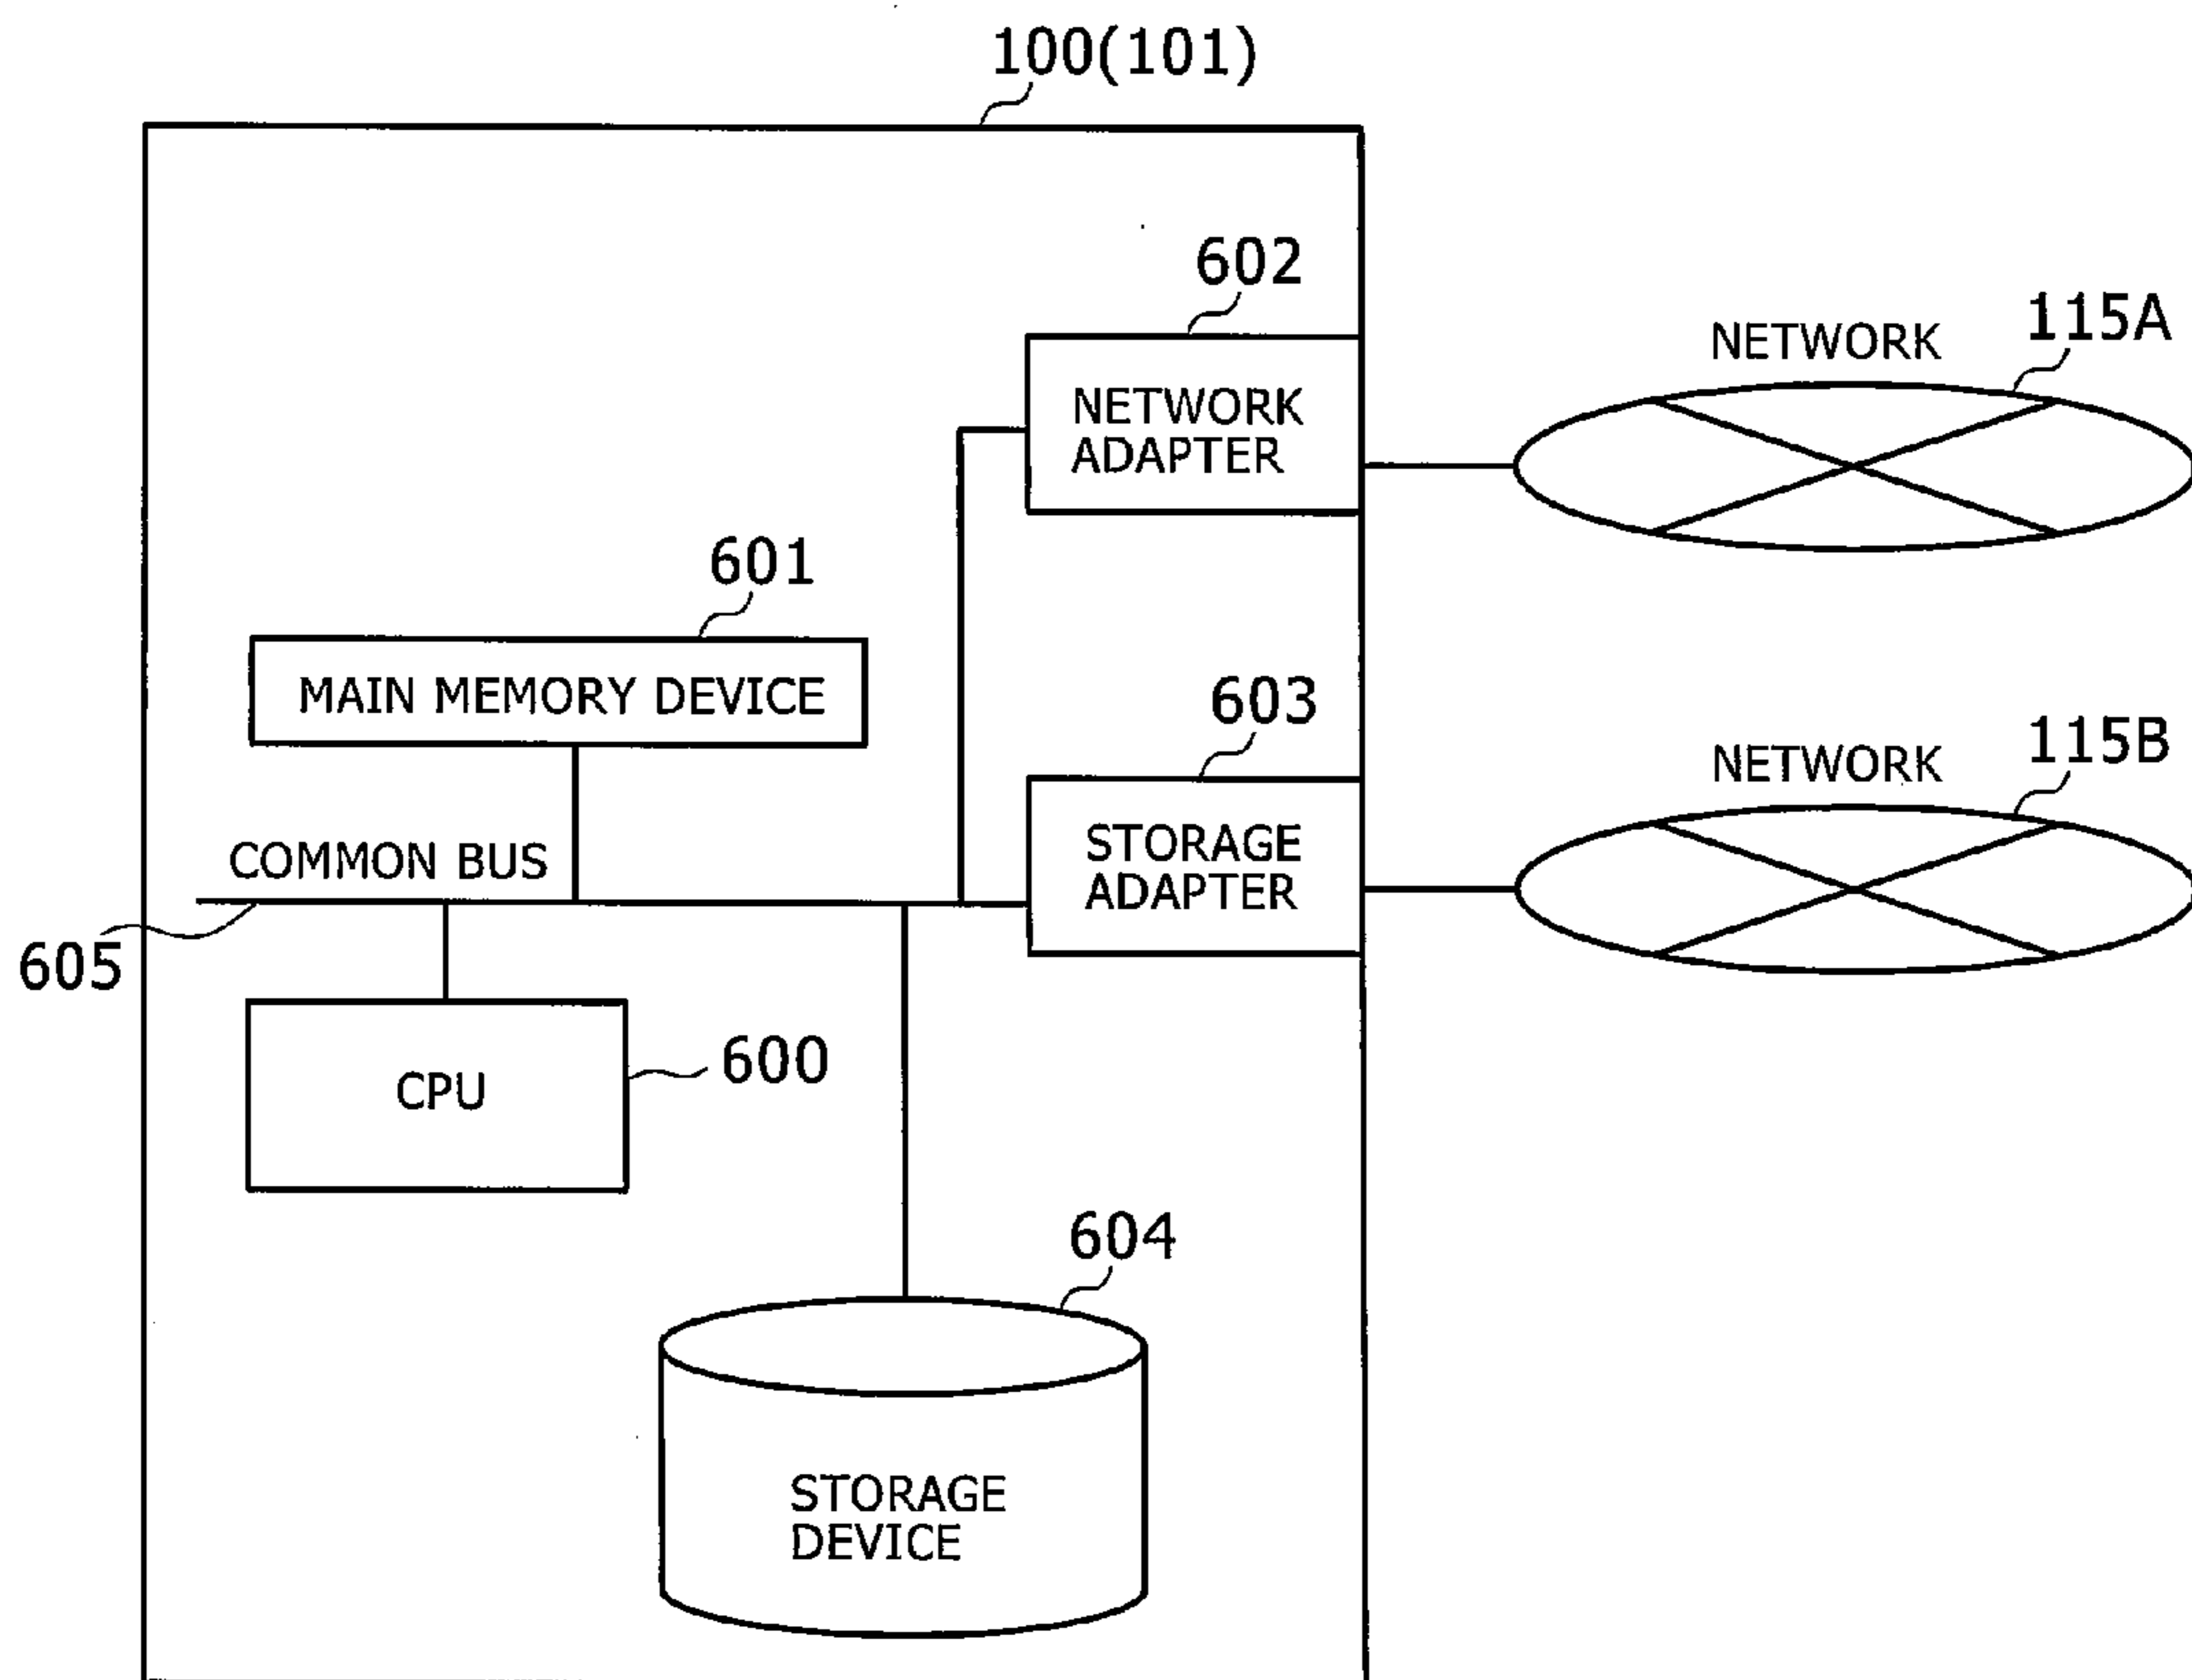 100(101)
602
NETWORK
ADAPTER
NETWORK
115A
601
MAIN MEMORY DEVICE
603
STORAGE
ADAPTER
NETWORK
115B
COMMON BUS
605
CPU
600
604
STORAGE
DEVICE